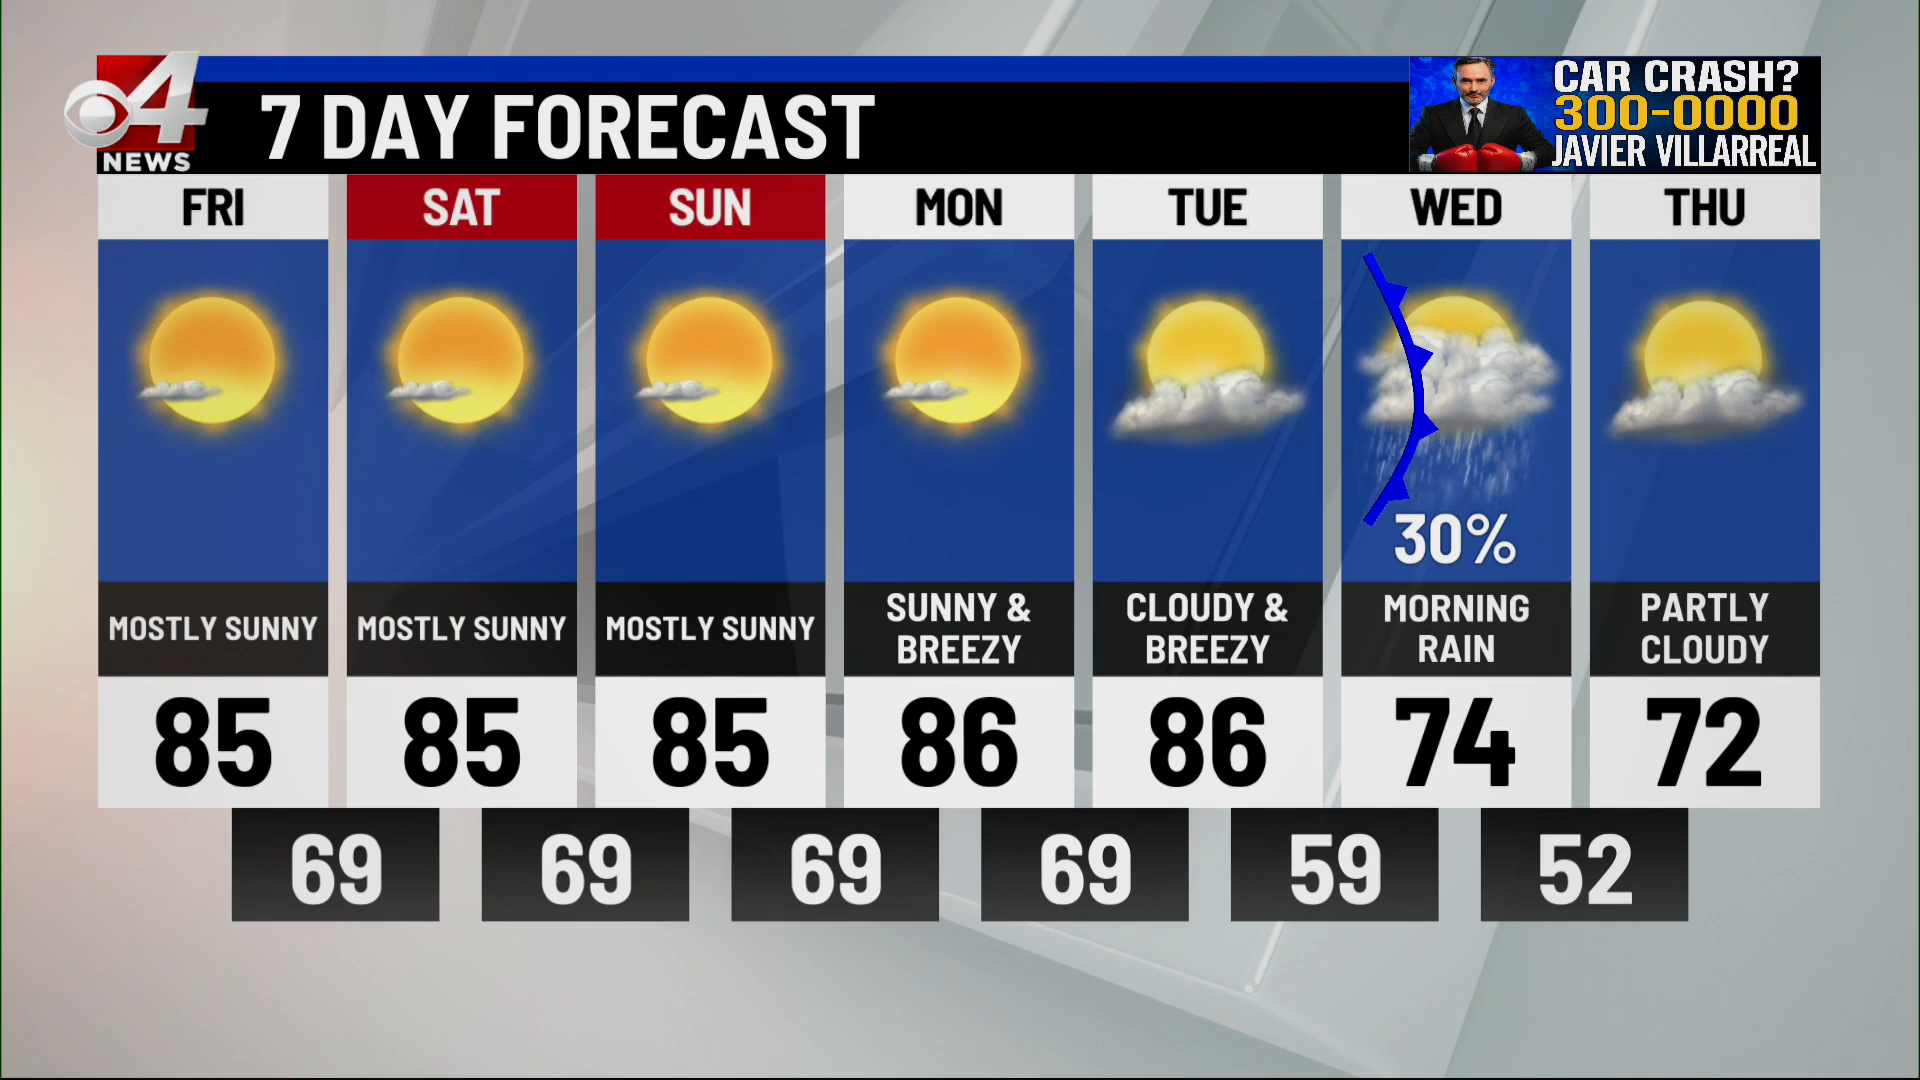 4
NEWS
7 DAY FORECAST
CAR CRASH?
300-0000
JAVIER VILLARREAL
FRI
SAT
SUN
MON
TUE
WED
THU
30%
MOSTLY SUNNY
MOSTLY SUNNY
MOSTLY SUNNY
SUNNY &
BREEZY
CLOUDY &
BREEZY
MORNING
RAIN
PARTLY
CLOUDY
85
85
85
86
86
74
72
69
69
69
69
59
52